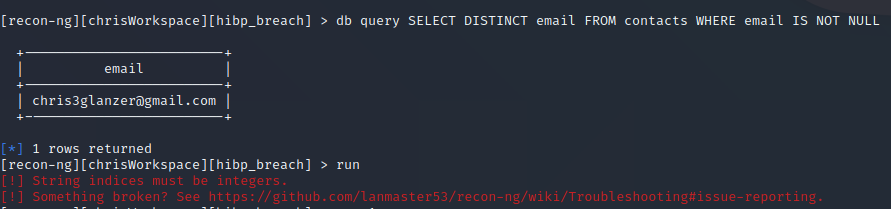 [recon-ng][chrisWorkspace][hibp_breach] > db query SELECT DISTINCT email FROM contacts WHERE email IS NOT NULL
+-------------------------+
| email |
+-------------------------+
| chris3glanzer@gmail.com |
+-------------------------+
[*] 1 rows returned
[recon-ng][chrisWorkspace][hibp_breach] > run
[!] String indices must be integers.
[!] Something broken? See https://github.com/lanmaster53/recon-ng/wiki/Troubleshooting#issue-reporting.